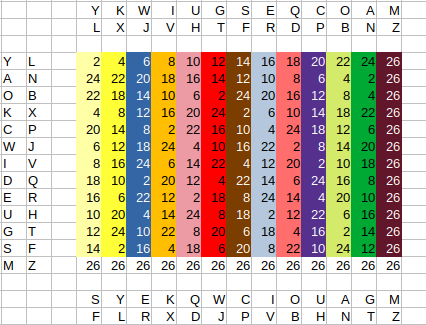 Y K W I U G S E Q C O A M
L X J V H T F R D P B N Z
Y L 2 4 6 8 10 12 14 16 18 20 22 24 26
A N 24 22 20 18 16 14 12 10 8 6 4 2 26
O B 22 18 14 10 6 2 24 20 16 12 8 4 26
K X 4 8 12 16 20 24 2 6 10 14 18 22 26
C P 20 14 8 2 22 16 10 4 24 18 12 6 26
W J 6 12 18 24 4 10 16 22 2 8 14 20 26
I V 8 16 24 6 14 22 4 12 20 2 10 18 26
D Q 18 10 2 20 12 4 22 14 6 24 16 8 26
E R 16 6 22 12 2 18 8 24 14 4 20 10 26
U H 10 20 4 14 24 8 18 2 12 22 6 16 26
G T 12 24 10 22 8 20 6 18 4 16 2 14 26
S F 14 2 16 4 18 6 20 8 22 10 24 12 26
M Z 26 26 26 26 26 26 26 26 26 26 26 26 26
S Y E K Q W C I O U A G M
F L R X D J P V B H N T Z